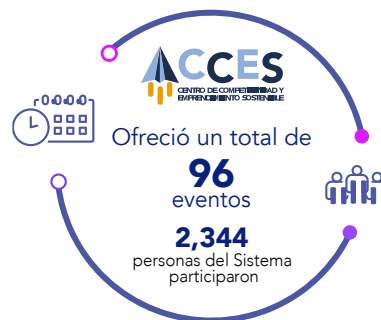 ACCES
CENTRO DE COMPETITIVIDAD Y
EMPRENDIMIENTO SOSTENIBLE
Ofreció un total de
96
eventos
2,344
personas del Sistema
participaron